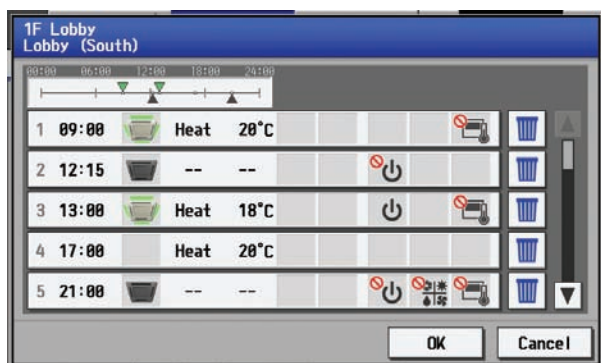 1F Lobby
Lobby (South)
00:00 06:00 12:00 18:00 24:00
1 09:00 Heat 20°C
2 12:15 -- --
3 13:00 Heat 18°C
4 17:00 Heat 20°C
5 21:00 -- --
OK Cancel